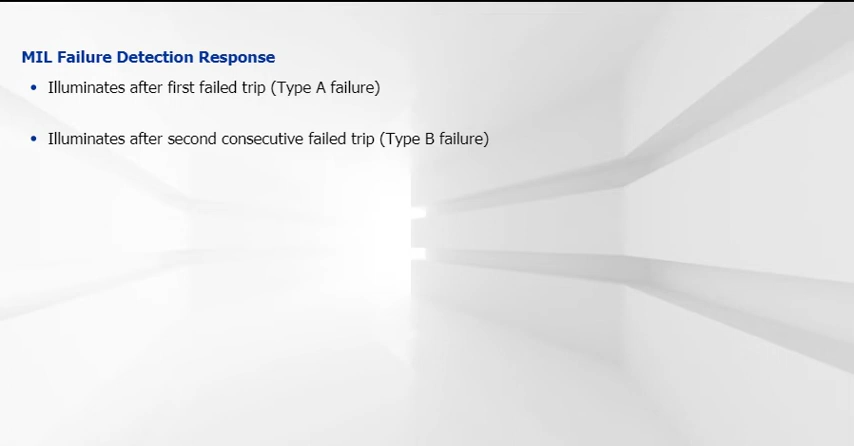 MIL Failure Detection Response
• Illuminates after first failed trip (Type A failure)
• Illuminates after second consecutive failed trip (Type B failure)